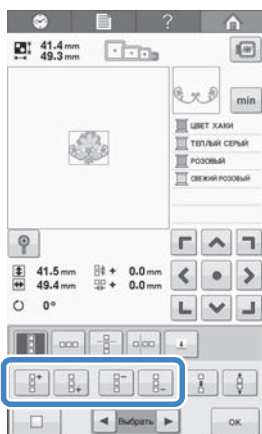 ?
41.4 mm
49.3 mm
min
ЦВЕТ ХАКИ
ТЕПЛЫЙ СЕРЫЙ
РОЗОВЫЙ
СВЕЖИЙ РОЗОВЫЙ
41.5 mm + 0.0 mm
49.4 mm + 0.0 mm
0°
Выбрать
OK